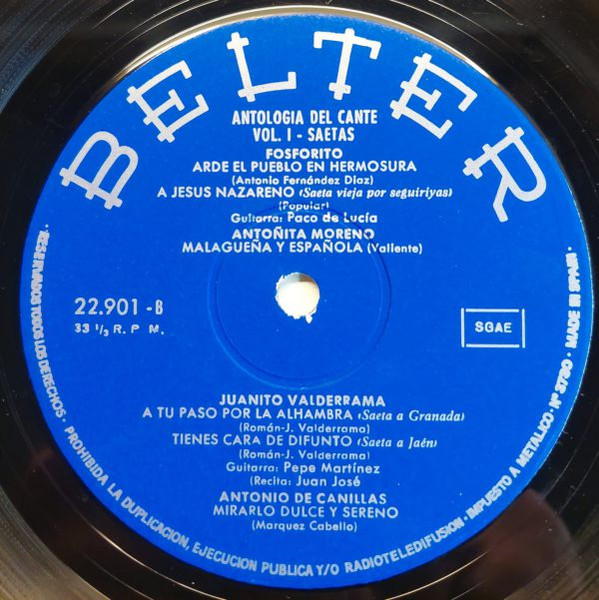 BELTER
ANTOLOGIA DEL CANTE
VOL. I - SAETAS
FOSFORITO
ARDE EL PUEBLO EN HERMOSURA
(Antonio Fernández Díaz)
A JESUS NAZARENO (Saeta vieja por seguiriyas)
(Popular)
Guitarra: Paco de Lucía
ANTOÑITA MORENO
MALAGUEÑA Y ESPAÑOLA (Valiente)
22.901 - B
33 1/3 R. P. M.
SGAE
JUANITO VALDERRAMA
A TU PASO POR LA ALHAMBRA (Saeta a Granada)
(Román-J. Valderrama)
TIENES CARA DE DIFUNTO (Saeta a Jaén)
(Román-J. Valderrama)
Guitarra: Pepe Martínez
(Recita: Juan José)
ANTONIO DE CANILLAS
MIRARLO DULCE Y SERENO
(Marquez Cabello)
RESERVADOS TODOS LOS DERECHOS · PROHIBIDA LA DUPLICACION, EJECUCION PUBLICA Y/O RADIOTELEDIFUSION · IMPUESTO A METALICO · Nº 3790 · MADE IN SPAIN ·